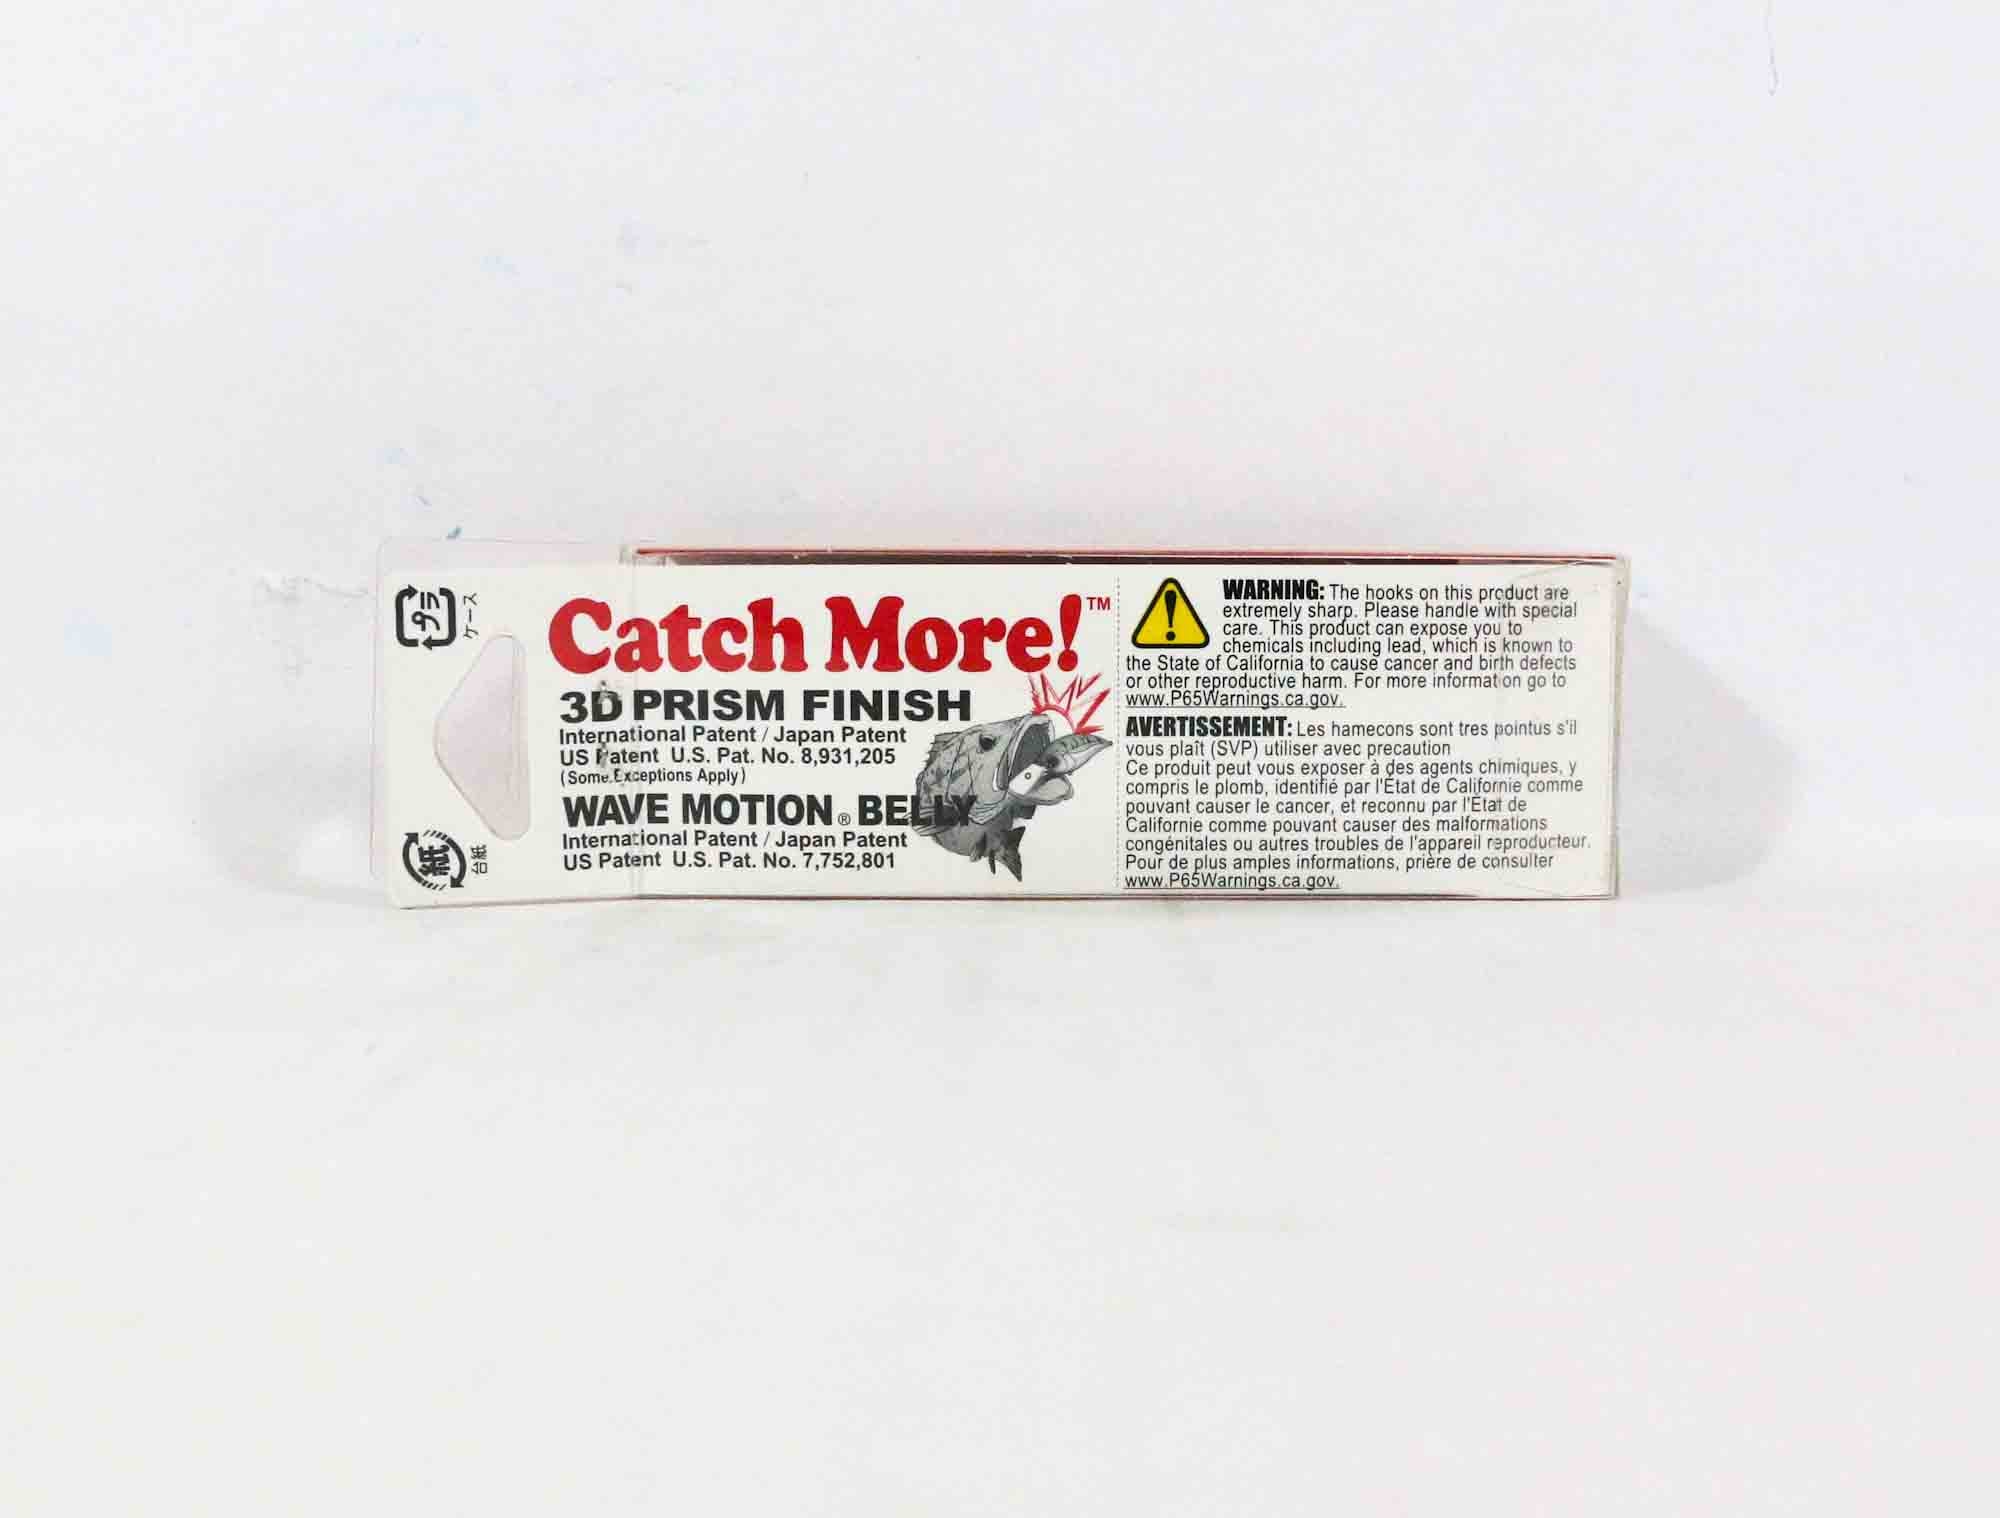 プラ
ケース
紙
台紙
Catch More!™
3D PRISM FINISH
International Patent / Japan Patent
US Patent U.S. Pat. No. 8,931,205
(Some Exceptions Apply)
WAVE MOTION® BELLY
International Patent / Japan Patent
US Patent U.S. Pat. No. 7,752,801
WARNING: The hooks on this product are
extremely sharp. Please handle with special
care. This product can expose you to
chemicals including lead, which is known to
the State of California to cause cancer and birth defects
or other reproductive harm. For more information go to
www.P65Warnings.ca.gov.
AVERTISSEMENT: Les hamecons sont tres pointus s'il
vous plaît (SVP) utiliser avec precaution
Ce produit peut vous exposer à des agents chimiques, y
compris le plomb, identifié par l'État de Californie comme
pouvant causer le cancer, et reconnu par l'État de
Californie comme pouvant causer des malformations
congénitales ou autres troubles de l'appareil reproducteur.
Pour de plus amples informations, prière de consulter
www.P65Warnings.ca.gov.